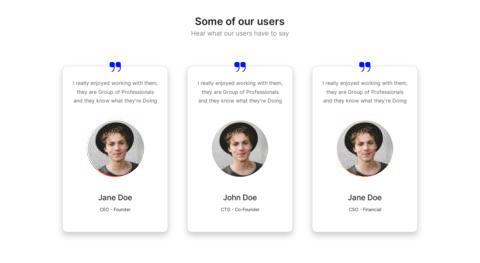 Some of our users
Hear what our users have to say
I really enjoyed working with them,
they are Group of Professionals
and they know what they're Doing
Jane Doe
CEO - Founder
I really enjoyed working with them,
they are Group of Professionals
and they know what they're Doing
John Doe
CTO - Co-Founder
I really enjoyed working with them,
they are Group of Professionals
and they know what they're Doing
Jane Doe
CSO - Financial